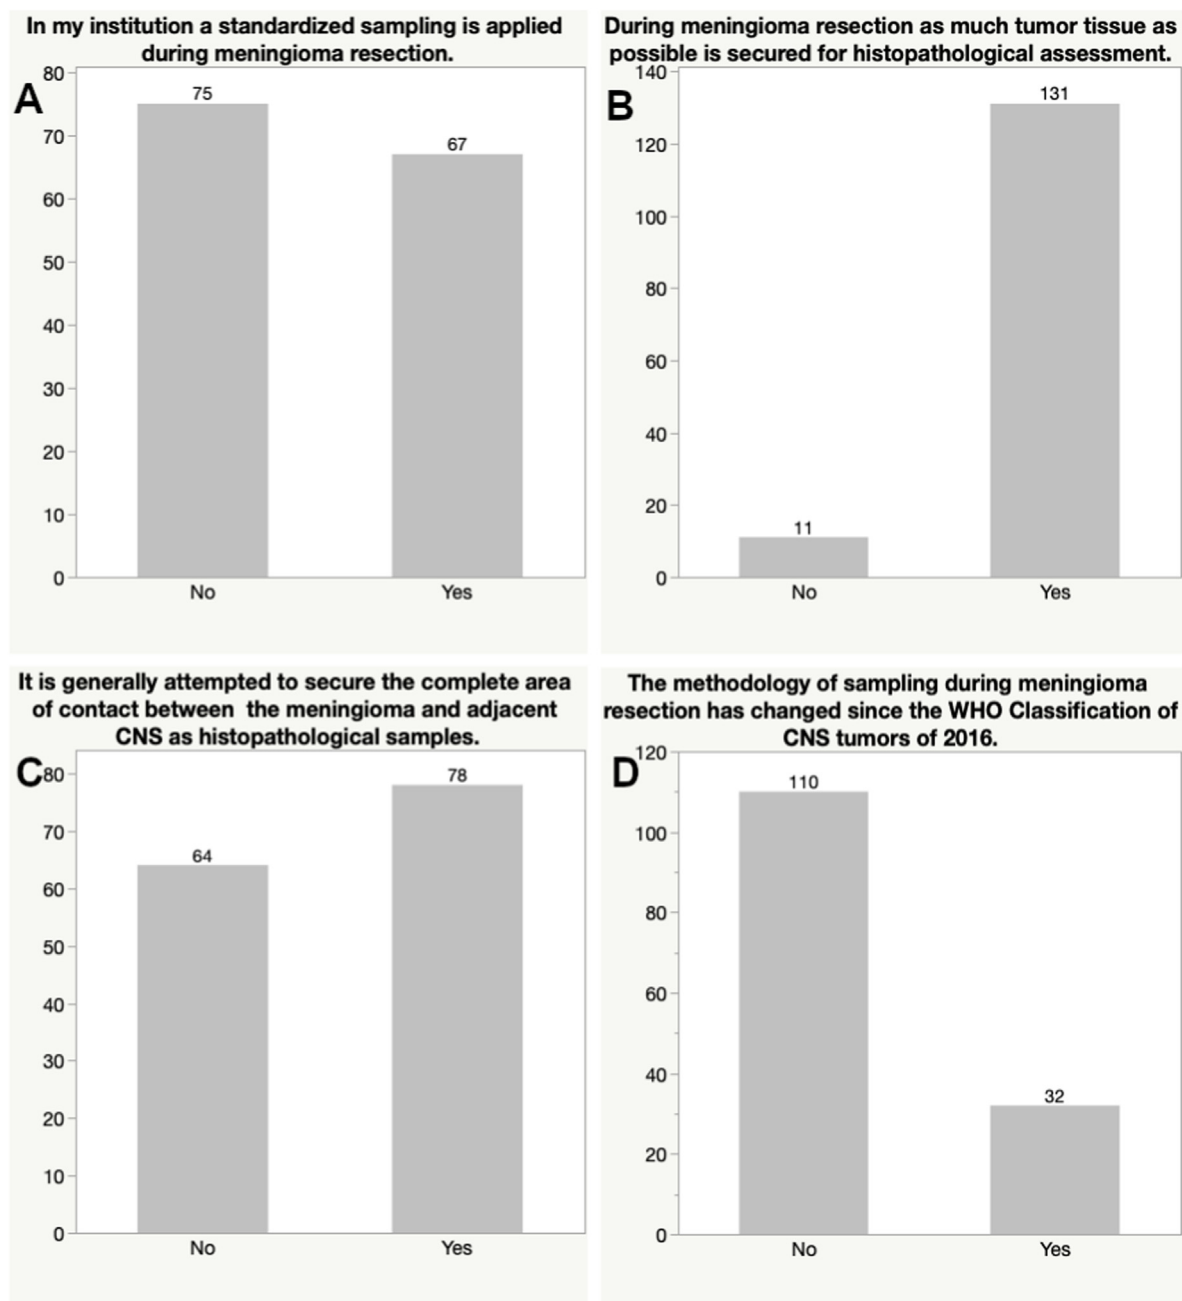 In my institution a standardized sampling is applied
during meningioma resection.
A
80
70
60
50
40
30
20
10
0
75
67
No
Yes
During meningioma resection as much tumor tissue as
possible is secured for histopathological assessment.
B
140
120
100
80
60
40
20
0
11
131
No
Yes
It is generally attempted to secure the complete area
of contact between the meningioma and adjacent
CNS as histopathological samples.
C
80
70
60
50
40
30
20
10
0
64
78
No
Yes
The methodology of sampling during meningioma
resection has changed since the WHO Classification of
CNS tumors of 2016.
D
120
100
80
60
40
20
0
110
32
No
Yes